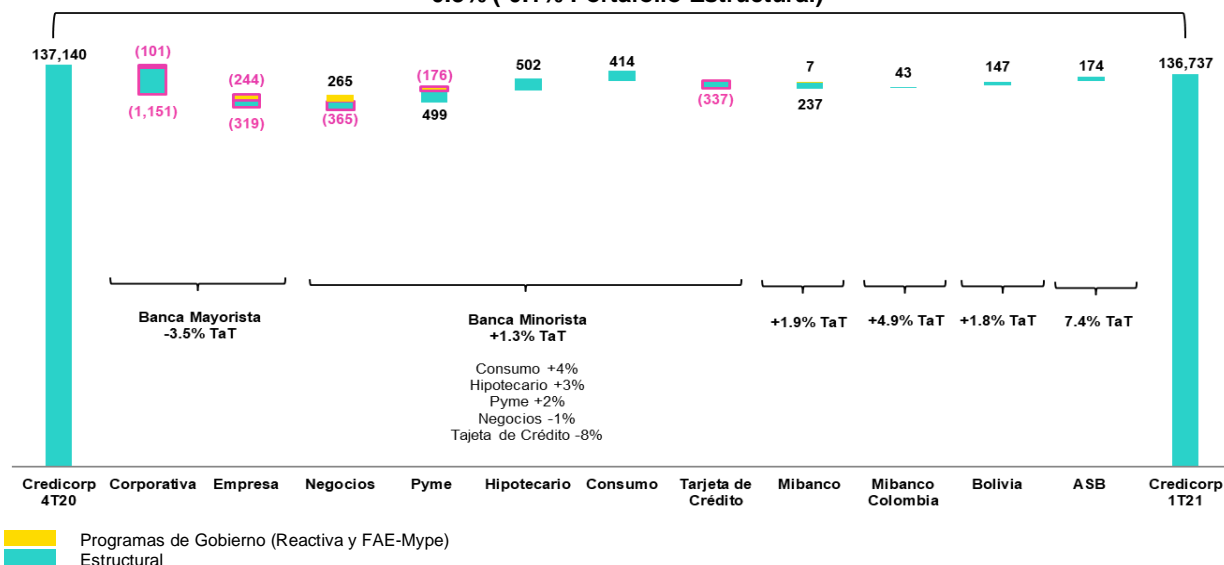 137,140
(101)
(1,151)
(244)
(319)
265
(365)
(176)
499
502
414
(337)
7
237
43
147
174
136,737
Banca Mayorista
-3.5% TaT
Banca Minorista
+1.3% TaT
Consumo +4%
Hipotecario +3%
Pyme +2%
Negocios -1%
Tajeta de Crédito -8%
+1.9% TaT
+4.9% TaT
+1.8% TaT
7.4% TaT
Credicorp
4T20
Corporativa
Empresa
Negocios
Pyme
Hipotecario
Consumo
Tarjeta de
Crédito
Mibanco
Mibanco
Colombia
Bolivia
ASB
Credicorp
1T21
Programas de Gobierno (Reactiva y FAE-Mype)
Estructural